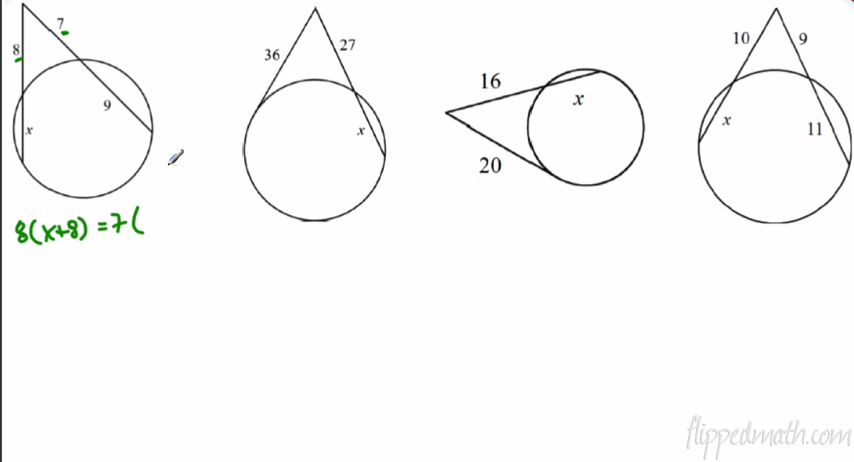 7
8
9
x
36
27
x
16
x
20
10
9
x
11
8(x+8) = 7(
flippedmath.com